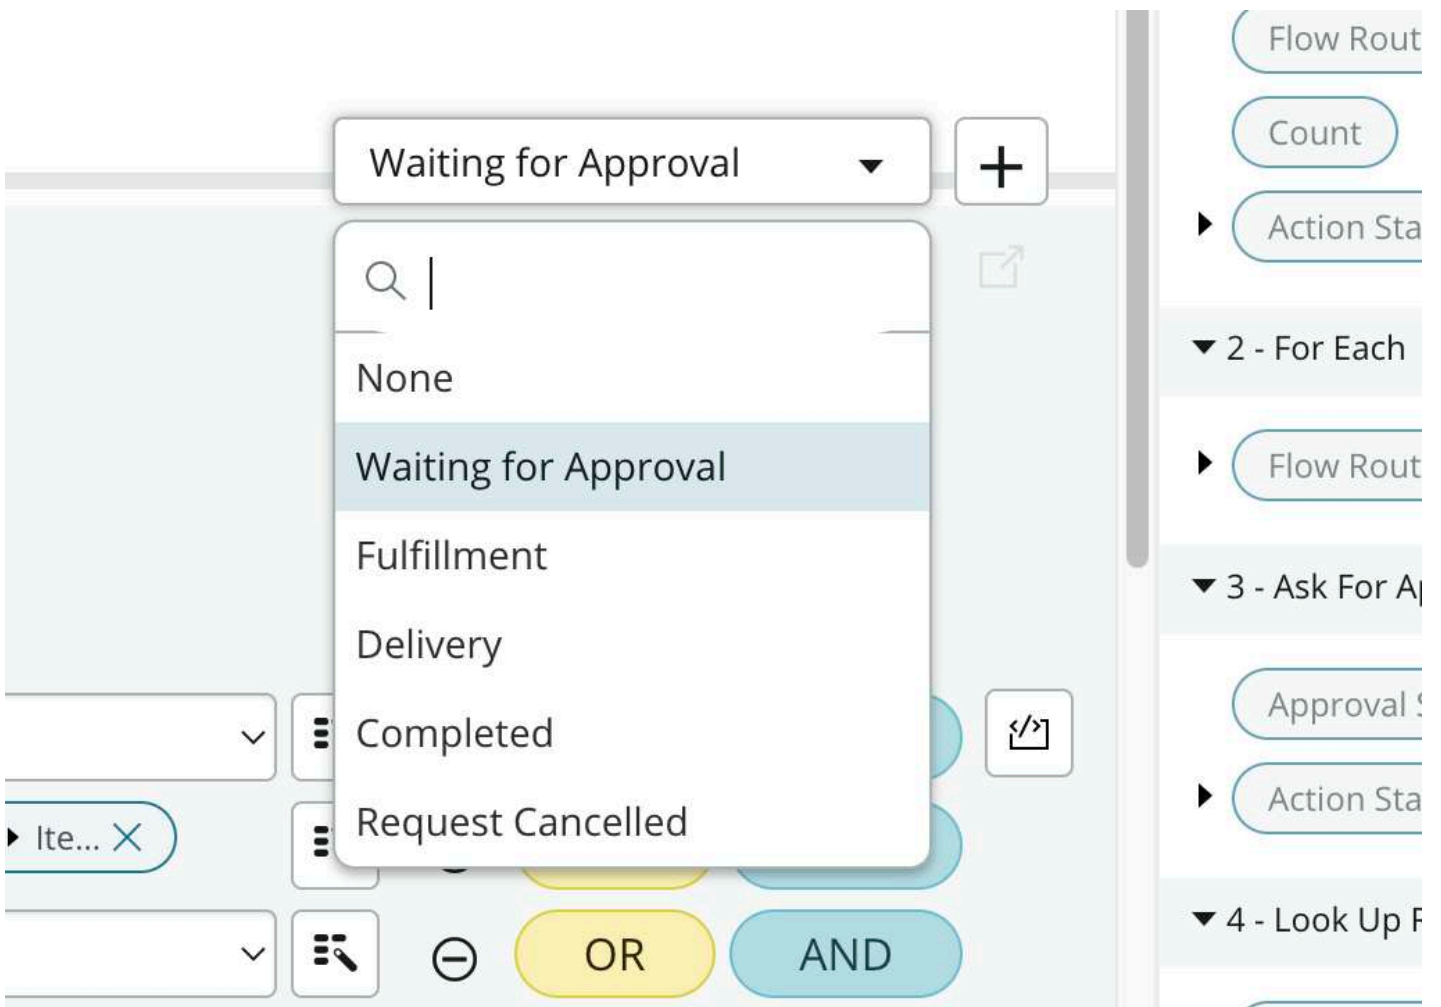 Waiting for Approval
None
Waiting for Approval
Fulfillment
Delivery
Completed
Request Cancelled
Ite...
OR AND
Flow Rout
Count
Action Sta
2 - For Each
Flow Rout
3 - Ask For A
Approval
Action Sta
4 - Look Up